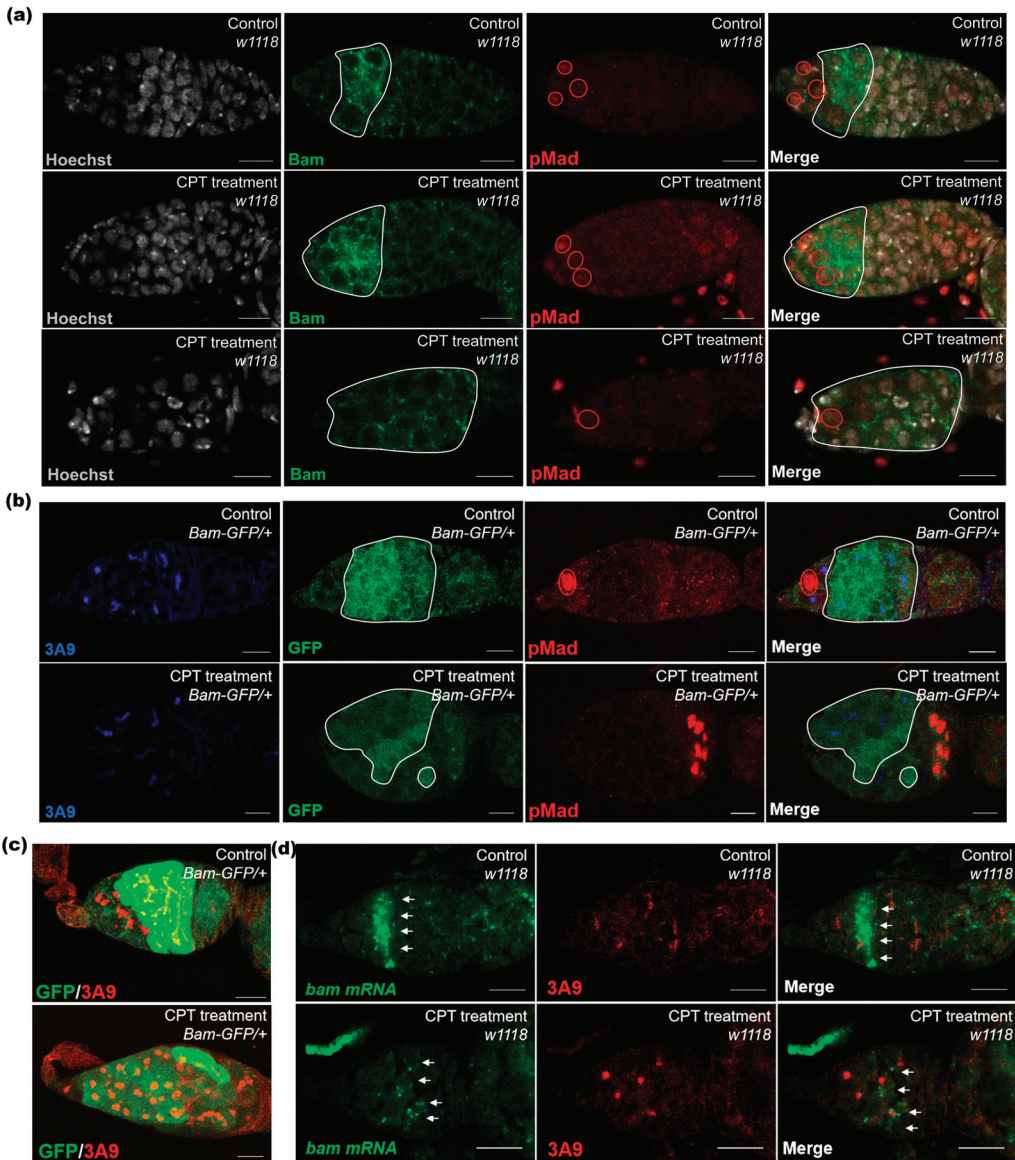 (a)
Control
w1118
Hoechst
Control
w1118
Bam
Control
w1118
pMad
Control
w1118
Merge
CPT treatment
w1118
Hoechst
CPT treatment
w1118
Bam
CPT treatment
w1118
pMad
CPT treatment
w1118
Merge
CPT treatment
w1118
Hoechst
CPT treatment
w1118
Bam
CPT treatment
w1118
pMad
CPT treatment
w1118
Merge
(b)
Control
Bam-GFP/+
3A9
Control
Bam-GFP/+
GFP
Control
Bam-GFP/+
pMad
Control
Bam-GFP/+
Merge
CPT treatment
Bam-GFP/+
3A9
CPT treatment
Bam-GFP/+
GFP
CPT treatment
Bam-GFP/+
pMad
CPT treatment
Bam-GFP/+
Merge
(c)
Control
Bam-GFP/+
GFP/3A9
CPT treatment
Bam-GFP/+
GFP/3A9
(d)
Control
w1118
bam mRNA
Control
w1118
3A9
Control
w1118
Merge
CPT treatment
w1118
bam mRNA
CPT treatment
w1118
3A9
CPT treatment
w1118
Merge